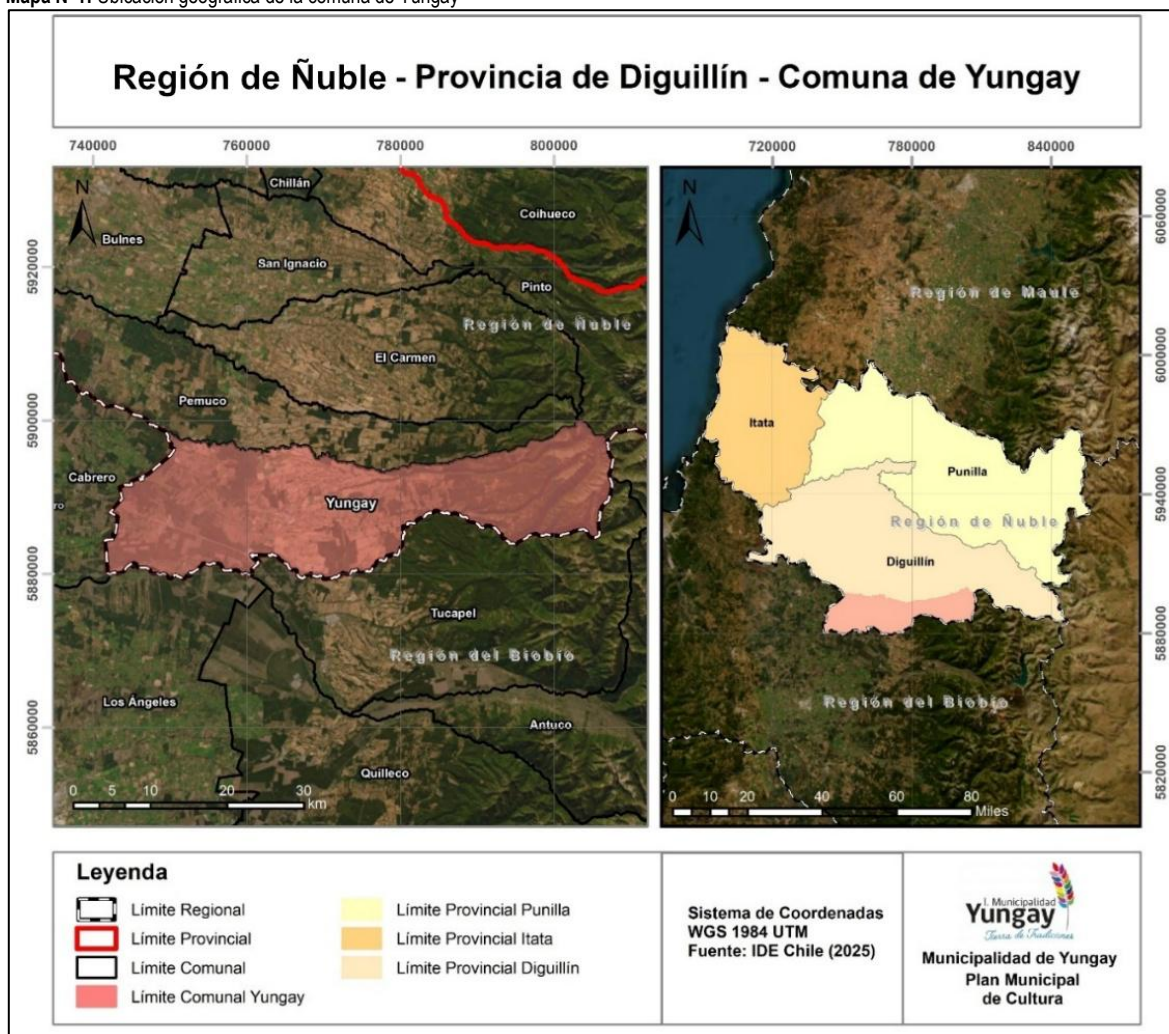 Mapa N°1. Ubicación geográfica de la comuna de Yungay
Región de Ñuble - Provincia de Diguillín - Comuna de Yungay
740000 760000 780000 800000
N
Chillán
Coihueco
Bulnes
San Ignacio
Pinto
Región de Ñuble
El Carmen
Pemuco
Cabrero
ro
Yungay
Tucapel
Región del Biobío
Los Ángeles
Antuco
Quilleco
5920000
5900000
5880000
5860000
0 5 10 20 30
km
720000 780000 840000
N
Región de Maule
Itata
Punilla
Región de Ñuble
Diguillín
Región del Biobío
6060000
6000000
5940000
5880000
5820000
0 10 20 40 60 80
Miles
Leyenda
Límite Regional
Límite Provincial
Límite Comunal
Límite Comunal Yungay
Límite Provincial Punilla
Límite Provincial Itata
Límite Provincial Diguillín
Sistema de Coordenadas
WGS 1984 UTM
Fuente: IDE Chile (2025)
I. Municipalidad
Yungay
Tierra de Tradiciones
Municipalidad de Yungay
Plan Municipal
de Cultura